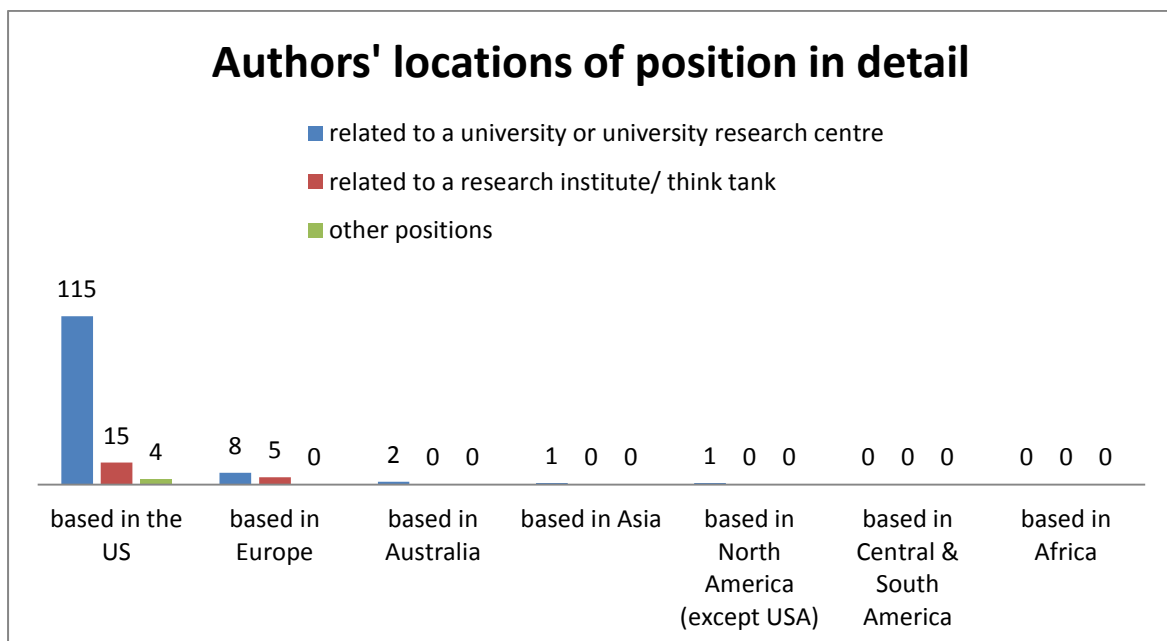 Authors' locations of position in detail
related to a university or university research centre
related to a research institute/ think tank
other positions
115
15
4
8
5
0
2
0
0
1
0
0
1
0
0
0
0
0
0
0
0
based in the
US
based in
Europe
based in
Australia
based in Asia
based in
North
America
(except USA)
based in
Central &
South
America
based in
Africa